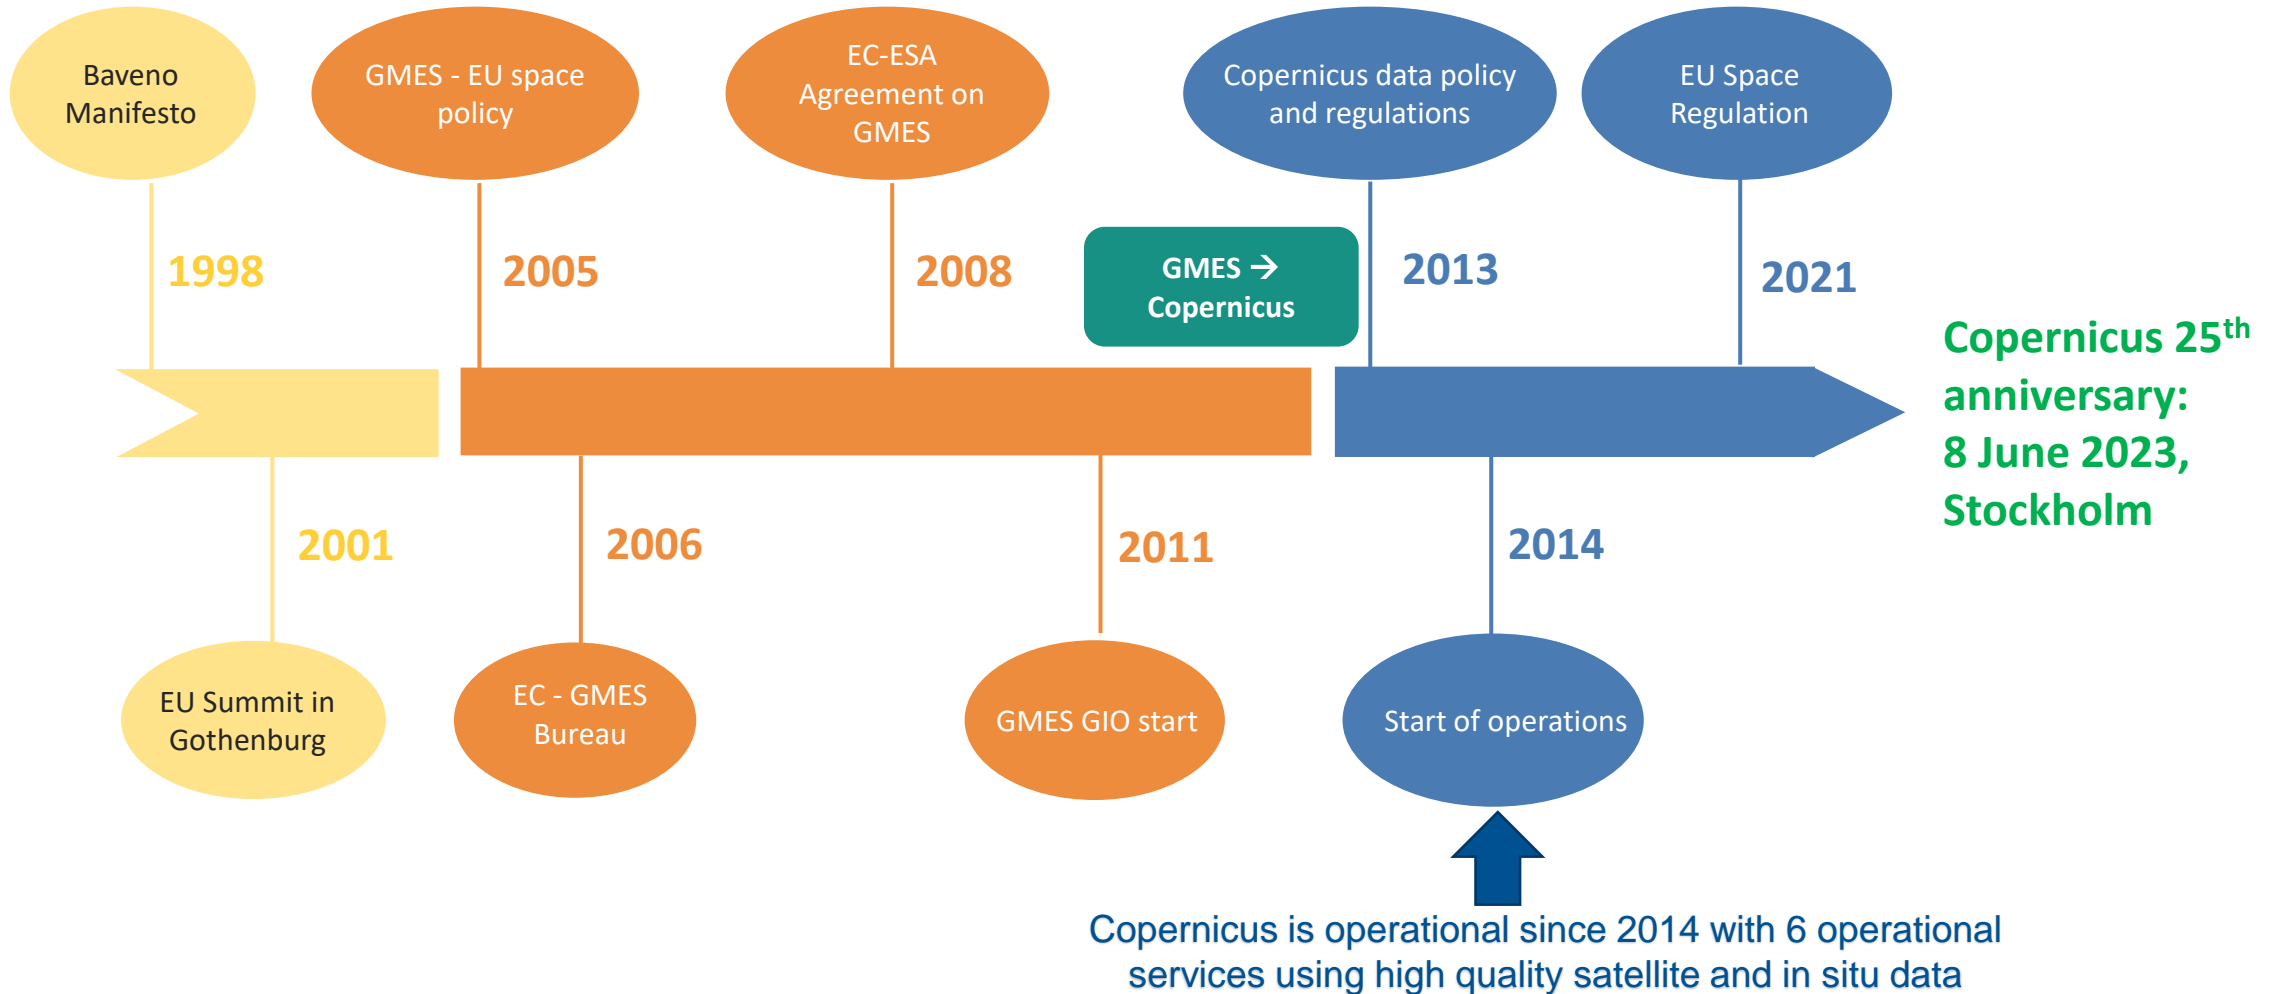 Baveno
Manifesto
GMES - EU space
policy
EC-ESA
Agreement on
GMES
Copernicus data policy
and regulations
EU Space
Regulation
1998
2005
2008
GMES →
Copernicus
2013
2021
Copernicus 25th
anniversary:
8 June 2023,
Stockholm
2001
2006
2011
2014
EU Summit in
Gothenburg
EC - GMES
Bureau
GMES GIO start
Start of operations
Copernicus is operational since 2014 with 6 operational
services using high quality satellite and in situ data